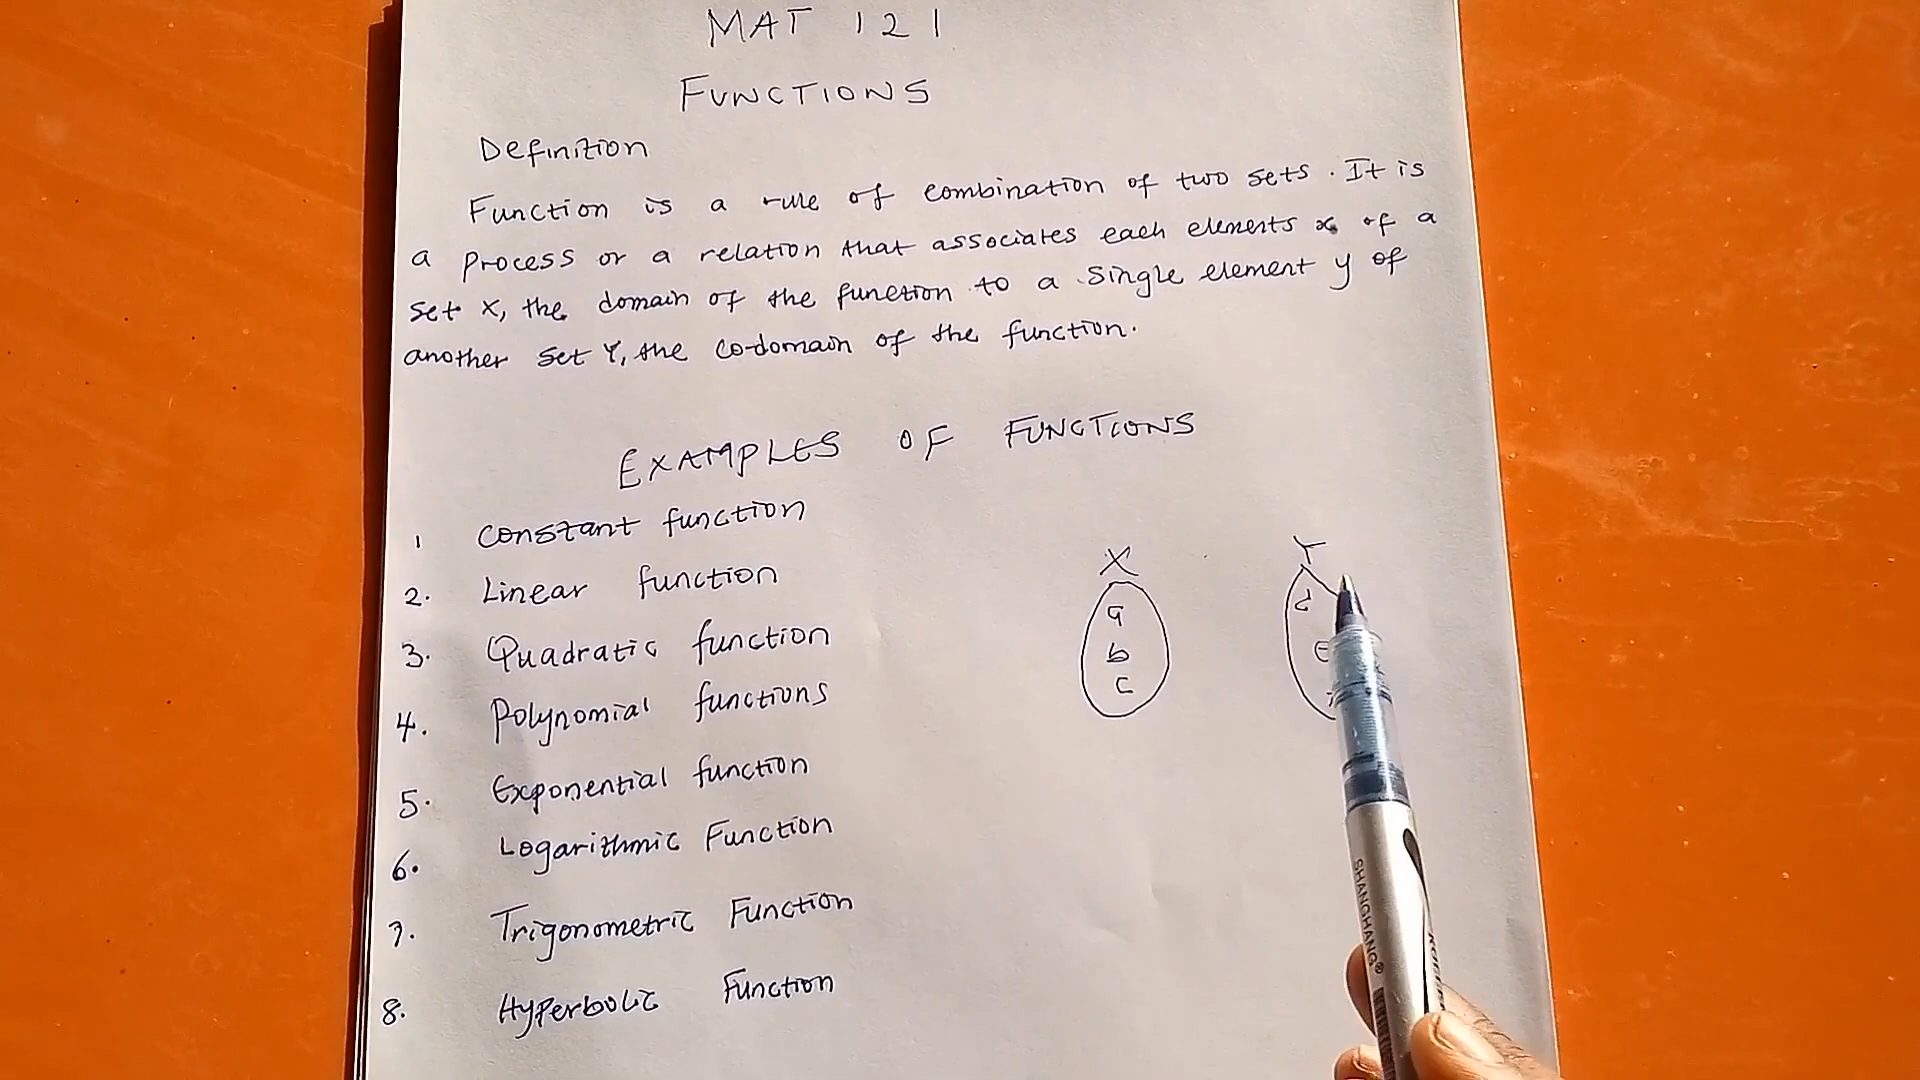 MAT 121
FUNCTIONS
Definition
Function is a rule of combination of two sets. It is
a process or a relation that associates each elements x of a
set X, the domain of the function to a single element y of
another set Y, the co-domain of the function.
EXAMPLES OF FUNCTIONS
1 Constant function
2. Linear function
3. Quadratic function
4. Polynomial functions
5. Exponential function
6. Logarithmic Function
7. Trigonometric Function
8. Hyperbolic Function
X Y
a d
b E
c
SHANGHANG®